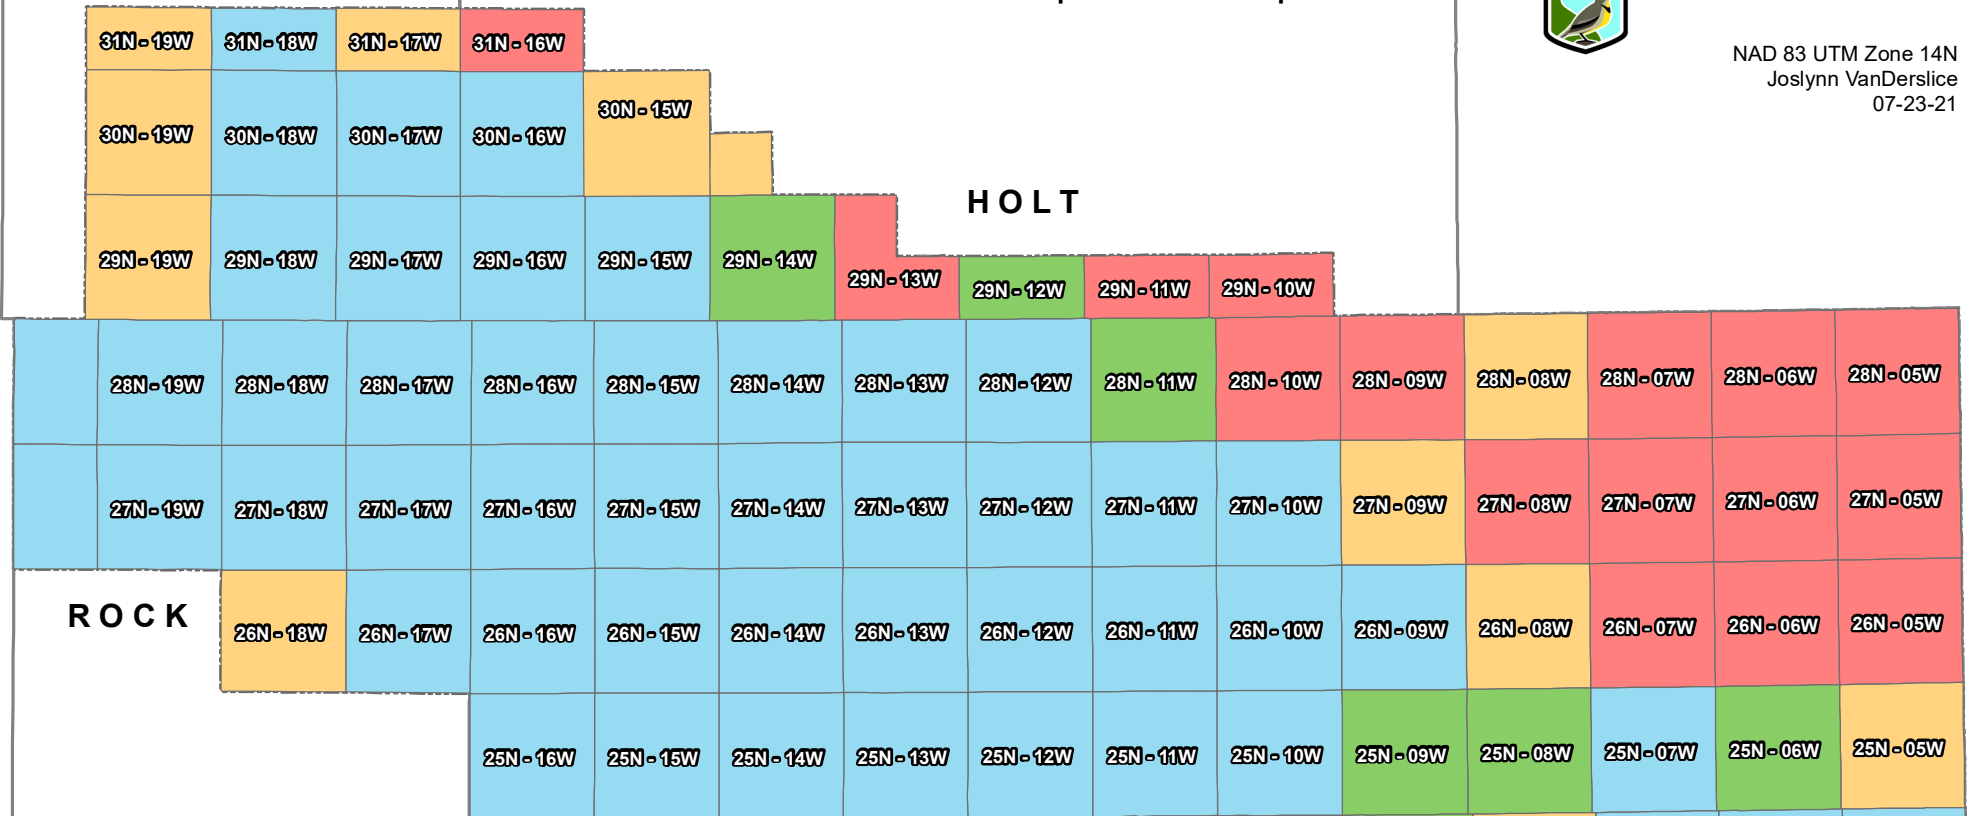 NAD 83 UTM Zone 14N
Joslynn VanDerslice
07-23-21
31N - 19W 31N - 18W 31N - 17W 31N - 16W
30N - 19W 30N - 18W 30N - 17W 30N - 16W 30N - 15W
HOLT
29N - 19W 29N - 18W 29N - 17W 29N - 16W 29N - 15W 29N - 14W 29N - 13W 29N - 12W 29N - 11W 29N - 10W
28N - 19W 28N - 18W 28N - 17W 28N - 16W 28N - 15W 28N - 14W 28N - 13W 28N - 12W 28N - 11W 28N - 10W 28N - 09W 28N - 08W 28N - 07W 28N - 06W 28N - 05W
27N - 19W 27N - 18W 27N - 17W 27N - 16W 27N - 15W 27N - 14W 27N - 13W 27N - 12W 27N - 11W 27N - 10W 27N - 09W 27N - 08W 27N - 07W 27N - 06W 27N - 05W
ROCK
26N - 18W 26N - 17W 26N - 16W 26N - 15W 26N - 14W 26N - 13W 26N - 12W 26N - 11W 26N - 10W 26N - 09W 26N - 08W 26N - 07W 26N - 06W 26N - 05W
25N - 16W 25N - 15W 25N - 14W 25N - 13W 25N - 12W 25N - 11W 25N - 10W 25N - 09W 25N - 08W 25N - 07W 25N - 06W 25N - 05W